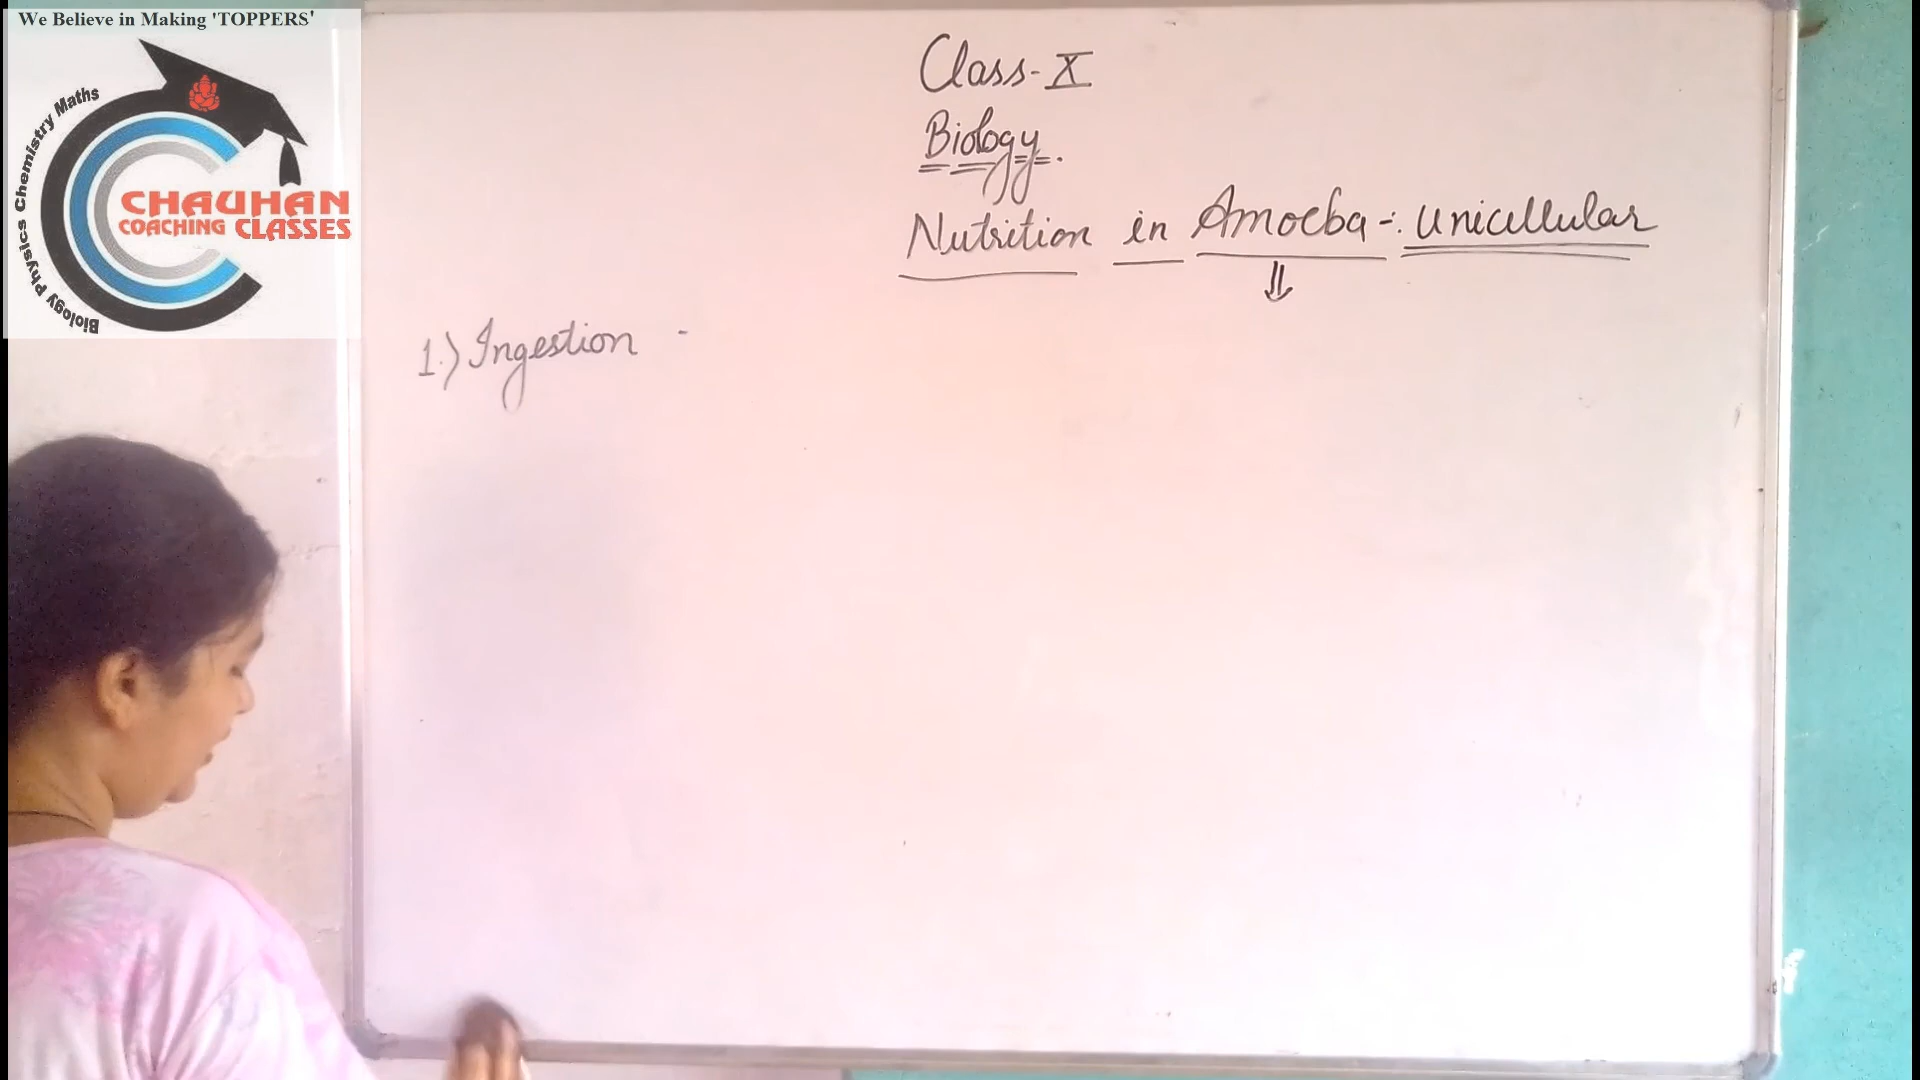 We Believe in Making 'TOPPERS'
Biology Physics Chemistry Maths
CHAUHAN
COACHING CLASSES
Class-X
Biology.
Nutrition in Amoeba-: Unicellular
1.) Ingestion -